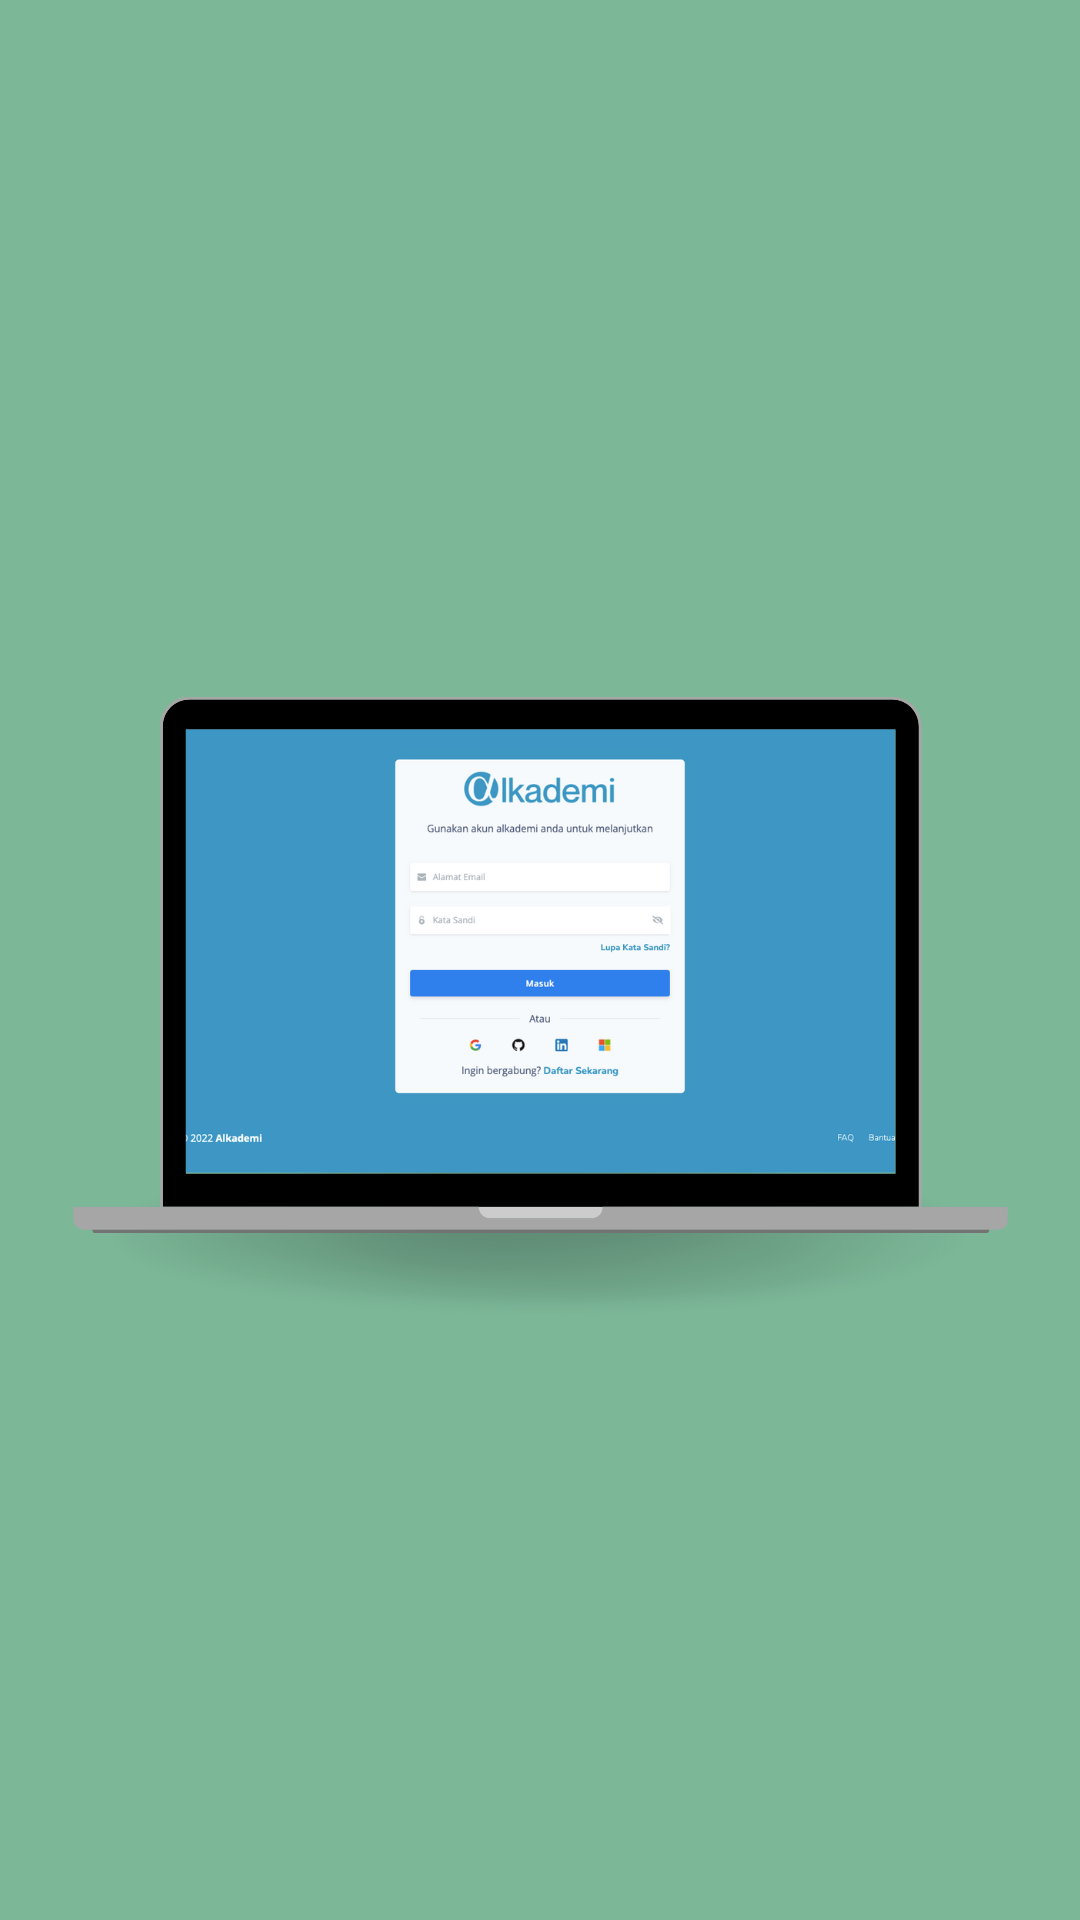 @lkademi
Gunakan akun alkademi anda untuk melanjutkan
Alamat Email
Kata Sandi
Lupa Kata Sandi?
Masuk
Atau
Ingin bergabung? Daftar Sekarang
2022 Alkademi
FAQ Bantua